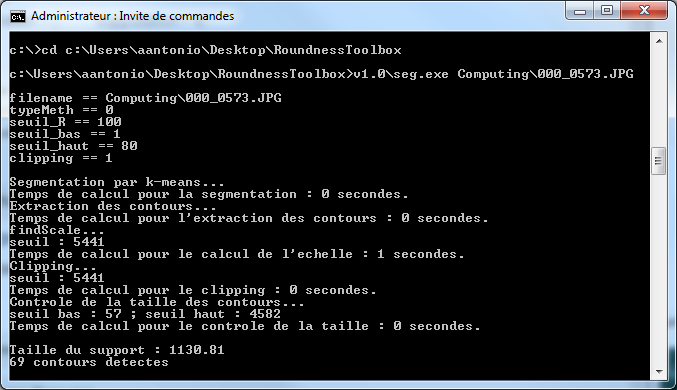 Administrateur : Invite de commandes
c:\>cd c:\Users\aantonio\Desktop\RoundnessToolbox
c:\Users\aantonio\Desktop\RoundnessToolbox>v1.0\seg.exe Computing\000_0573.JPG
filename == Computing\000_0573.JPG
typeMeth == 0
seuil_R == 100
seuil_bas == 1
seuil_haut == 80
clipping == 1
Segmentation par k-means...
Temps de calcul pour la segmentation : 0 secondes.
Extraction des contours...
Temps de calcul pour l'extraction des contours : 0 secondes.
findScale...
seuil : 5441
Temps de calcul pour le calcul de l'echelle : 1 secondes.
Clipping...
seuil : 5441
Temps de calcul pour le clipping : 0 secondes.
Controle de la taille des contours...
seuil bas : 57 ; seuil haut : 4582
Temps de calcul pour le controle de la taille : 0 secondes.
Taille du support : 1130.81
69 contours detectes